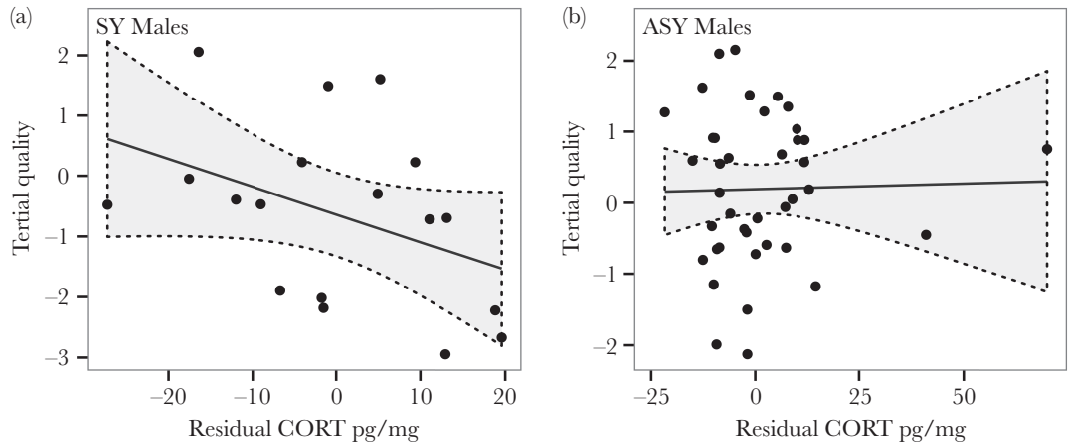 (a)
SY Males
2
1
0
–1
–2
–3
Tertial quality
–20
–10
0
10
20
Residual CORT pg/mg
(b)
ASY Males
2
1
0
–1
–2
Tertial quality
–25
0
50
Residual CORT pg/mg